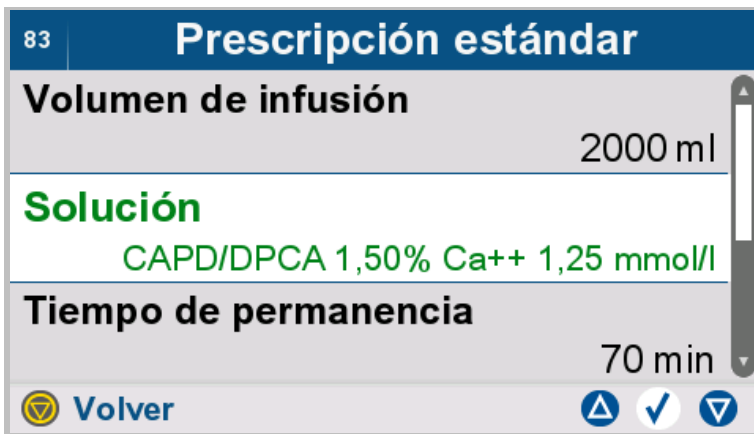 83 Prescripción estándar
Volumen de infusión
2000 ml
Solución
CAPD/DPCA 1,50% Ca++ 1,25 mmol/l
Tiempo de permanencia
70 min
Volver